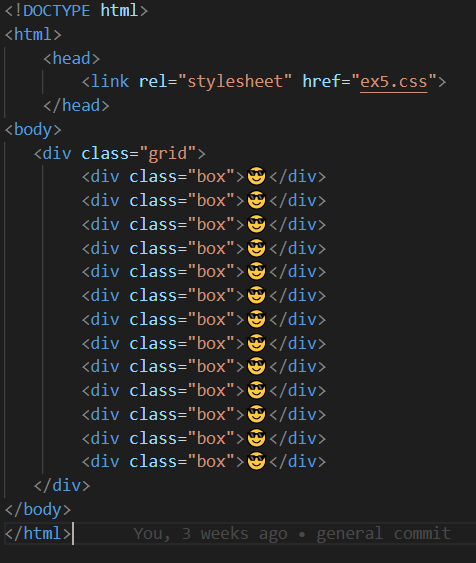 <!DOCTYPE html>
<html>
    <head>
        <link rel="stylesheet" href="ex5.css">
    </head>
<body>
   <div class="grid">
        <div class="box">😎</div>
        <div class="box">😎</div>
        <div class="box">😎</div>
        <div class="box">😎</div>
        <div class="box">😎</div>
        <div class="box">😎</div>
        <div class="box">😎</div>
        <div class="box">😎</div>
        <div class="box">😎</div>
        <div class="box">😎</div>
        <div class="box">😎</div>
        <div class="box">😎</div>
        <div class="box">😎</div>
   </div>
</body>
</html>      You, 3 weeks ago • general commit